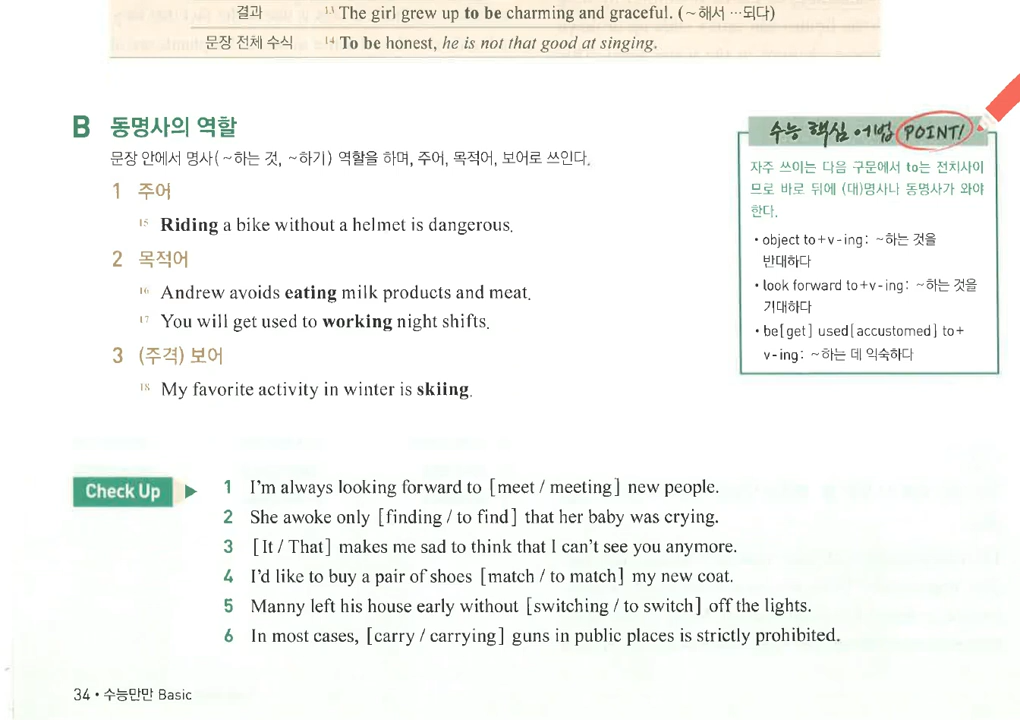 결과 13 The girl grew up to be charming and graceful. (~해서 …되다)
문장 전체 수식 14 To be honest, he is not that good at singing.
B 동명사의 역할
문장 안에서 명사( ~하는 것, ~하기) 역할을 하며, 주어, 목적어, 보어로 쓰인다.
1 주어
15 Riding a bike without a helmet is dangerous.
2 목적어
16 Andrew avoids eating milk products and meat.
17 You will get used to working night shifts.
3 (주격) 보어
18 My favorite activity in winter is skiing.
수능 핵심 어법 POINT!
자주 쓰이는 다음 구문에서 to는 전치사이
므로 바로 뒤에 (대)명사나 동명사가 와야
한다.
• object to+v-ing: ~하는 것을
반대하다
• look forward to+v-ing: ~하는 것을
기대하다
• be[get] used[accustomed] to+
v-ing: ~하는 데 익숙하다
Check Up
1 I'm always looking forward to [meet / meeting] new people.
2 She awoke only [finding / to find] that her baby was crying.
3 [It / That] makes me sad to think that I can't see you anymore.
4 I'd like to buy a pair of shoes [match / to match] my new coat.
5 Manny left his house early without [switching / to switch] off the lights.
6 In most cases, [carry / carrying] guns in public places is strictly prohibited.
34 • 수능만만 Basic